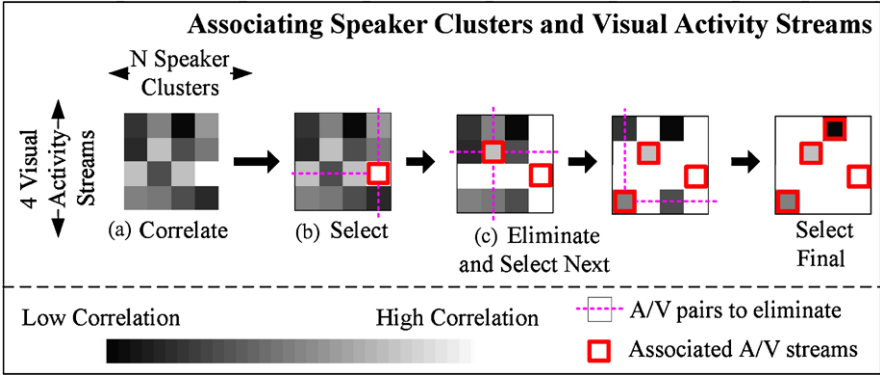 Associating Speaker Clusters and Visual Activity Streams
N Speaker
Clusters
4 Visual
Activity
Streams
(a) Correlate
(b) Select
(c) Eliminate
and Select Next
Select
Final
Low Correlation
High Correlation
A/V pairs to eliminate
Associated A/V streams